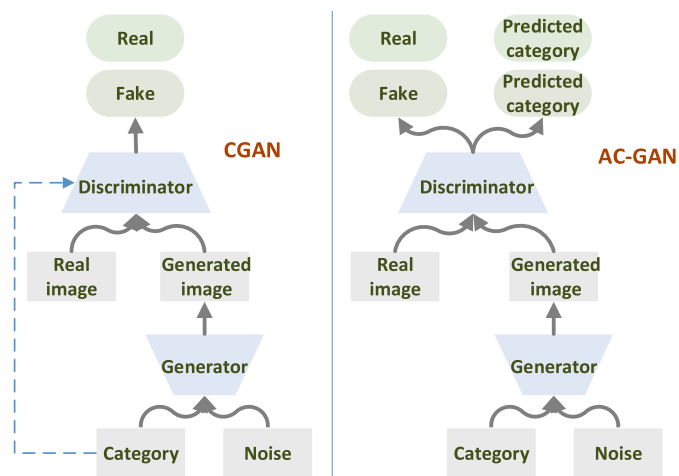 Real
Fake
CGAN
Discriminator
Real
image
Generated
image
Generator
Category
Noise
Real
Predicted
category
Fake
Predicted
category
AC-GAN
Discriminator
Real
image
Generated
image
Generator
Category
Noise